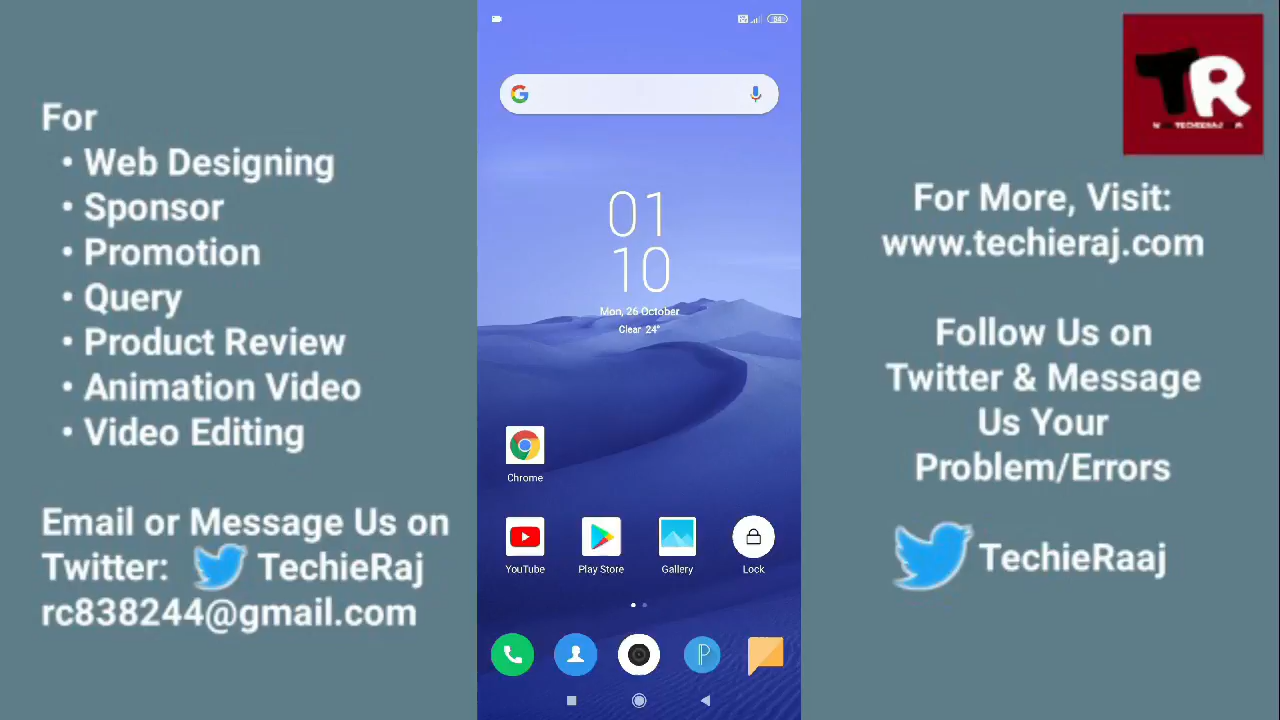 For
• Web Designing
• Sponsor
• Promotion
• Query
• Product Review
• Animation Video
• Video Editing
Email or Message Us on
Twitter: TechieRaj
rc838244@gmail.com
84
01
10
Mon, 26 October
Clear 24°
Chrome
YouTube
Play Store
Gallery
Lock
TR
For More, Visit:
www.techieraj.com
Follow Us on
Twitter & Message
Us Your
Problem/Errors
TechieRaaj